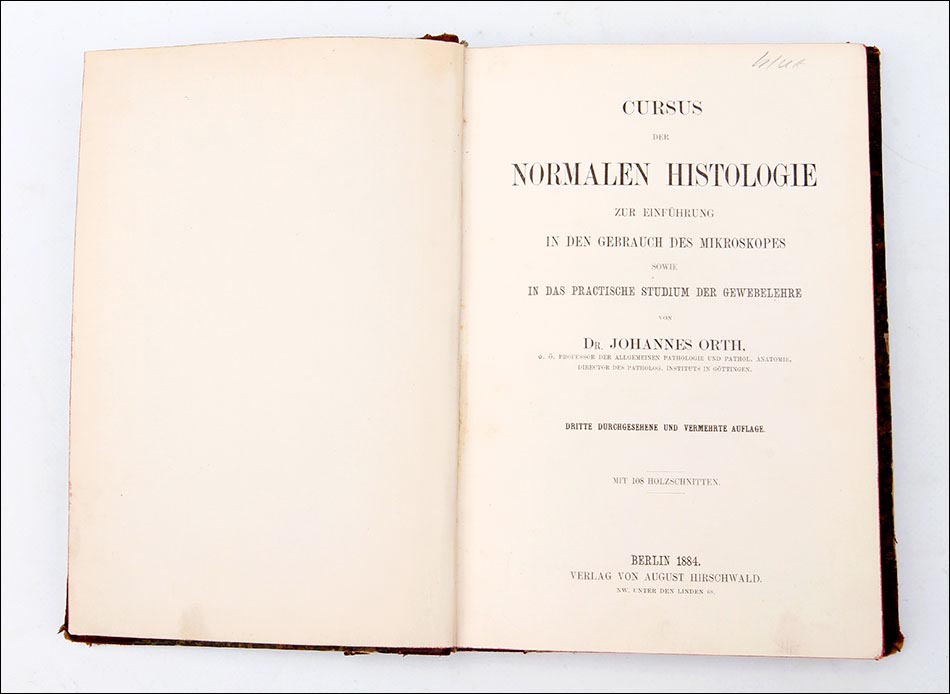 CURSUS
DER
NORMALEN HISTOLOGIE
ZUR EINFÜHRUNG
IN DEN GEBRAUCH DES MIKROSKOPES
SOWIE
IN DAS PRACTISCHE STUDIUM DER GEWEBELEHRE
VON
DR. JOHANNES ORTH,
O. Ö. PROFESSOR DER ALLGEMEINEN PATHOLOGIE UND PATHOL. ANATOMIE,
DIRECTOR DES PATHOLOG. INSTITUTS IN GÖTTINGEN.
DRITTE DURCHGESEHENE UND VERMEHRTE AUFLAGE.
MIT 108 HOLZSCHNITTEN.
BERLIN 1884.
VERLAG VON AUGUST HIRSCHWALD.
NW. UNTER DEN LINDEN 68.